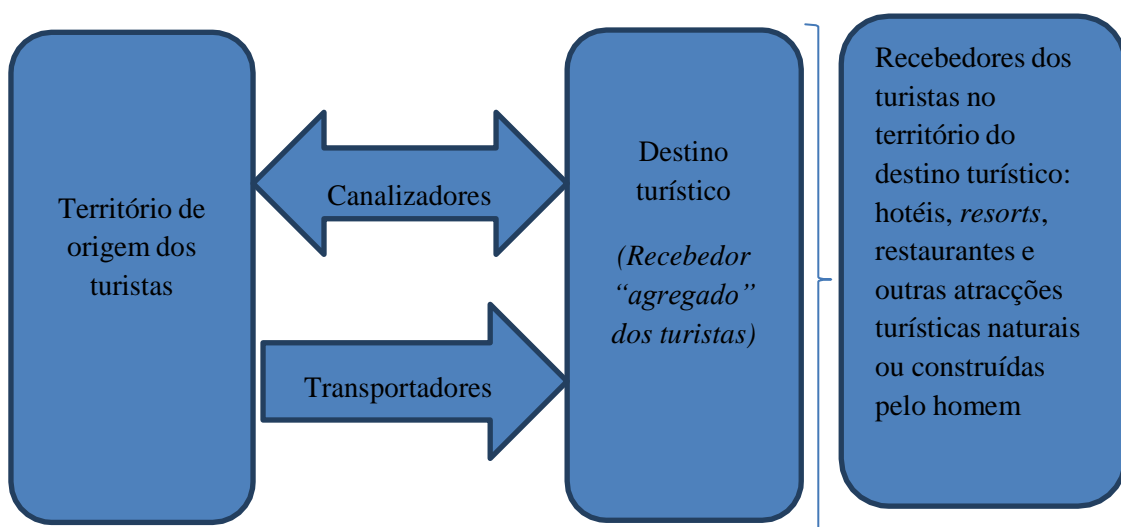 Território de
origem dos
turistas
Canalizadores
Transportadores
Destino
turístico
(Recebedor
“agregado”
dos turistas)
Recebedores dos
turistas no
território do
destino turístico:
hotéis, resorts,
restaurantes e
outras atracções
turísticas naturais
ou construídas
pelo homem